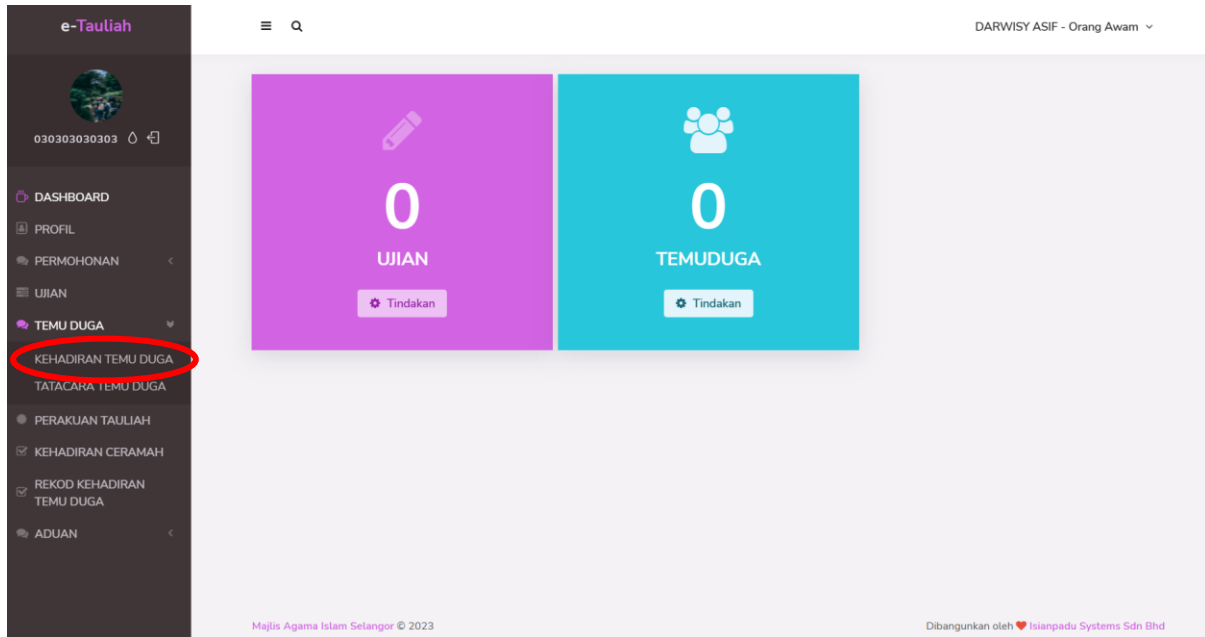 e-Tauliah
DARWISY ASIF - Orang Awam
030303030303
DASHBOARD
PROFIL
PERMOHONAN
UJIAN
TEMU DUGA
KEHADIRAN TEMU DUGA
TATACARA TEMU DUGA
PERAKUAN TAULIAH
KEHADIRAN CERAMAH
REKOD KEHADIRAN
TEMU DUGA
ADUAN
0
UJIAN
Tindakan
0
TEMUDUGA
Tindakan
Majlis Agama Islam Selangor © 2023
Dibangunkan oleh ❤ Isianpadu Systems Sdn Bhd